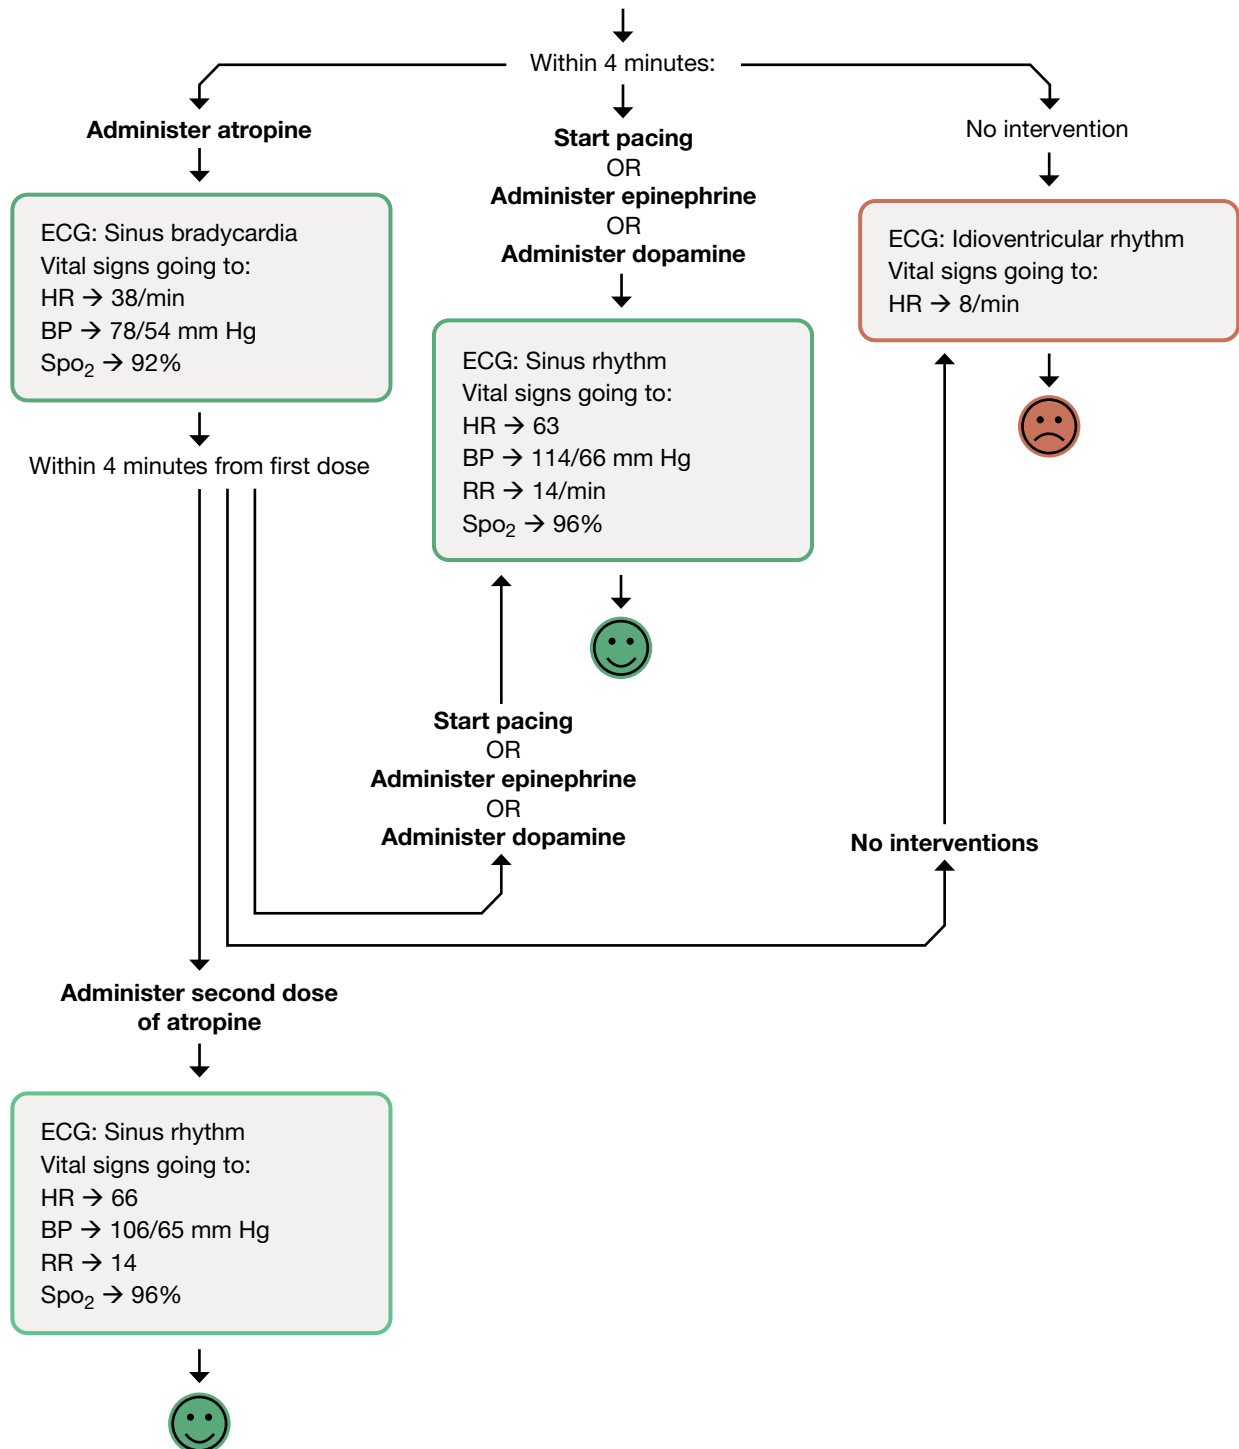 Within 4 minutes:
Administer atropine
ECG: Sinus bradycardia
Vital signs going to:
HR → 38/min
BP → 78/54 mm Hg
Spo₂ → 92%
Within 4 minutes from first dose
Start pacing
OR
Administer epinephrine
OR
Administer dopamine
ECG: Sinus rhythm
Vital signs going to:
HR → 63
BP → 114/66 mm Hg
RR → 14/min
Spo₂ → 96%
No intervention
ECG: Idioventricular rhythm
Vital signs going to:
HR → 8/min
Start pacing
OR
Administer epinephrine
OR
Administer dopamine
No interventions
Administer second dose
of atropine
ECG: Sinus rhythm
Vital signs going to:
HR → 66
BP → 106/65 mm Hg
RR → 14
Spo₂ → 96%